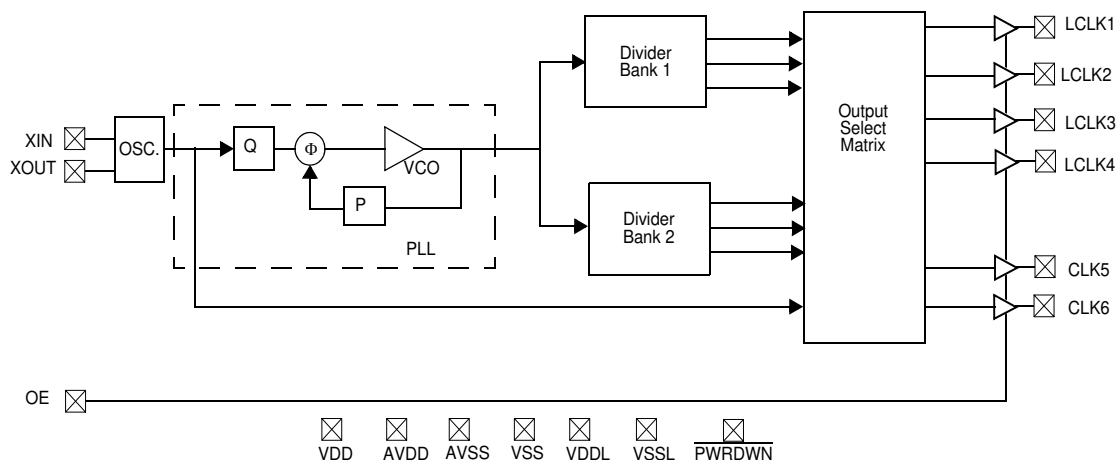 LCLK1
Divider
Bank 1
LCLK2
Output
Select
Matrix
LCLK3
XIN
OSC.
Q
Φ
VCO
LCLK4
XOUT
P
Divider
Bank 2
PLL
CLK5
CLK6
OE
VDD AVDD AVSS VSS VDDL VSSL PWRDWN